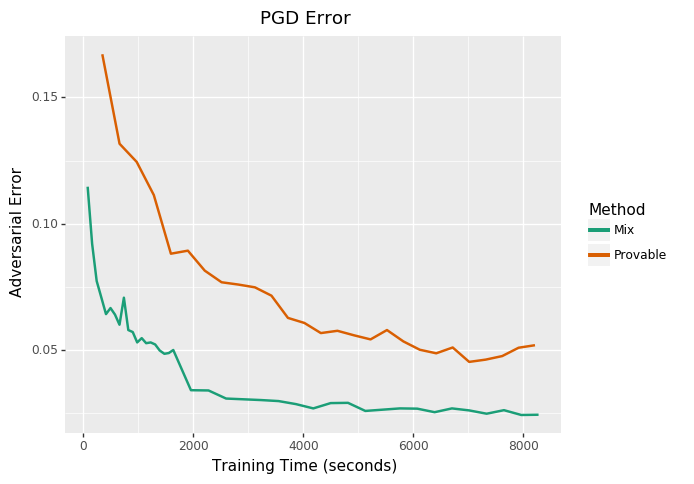 PGD Error
Adversarial Error
0.15
0.10
0.05
0
2000
4000
6000
8000
Training Time (seconds)
Method
Mix
Provable